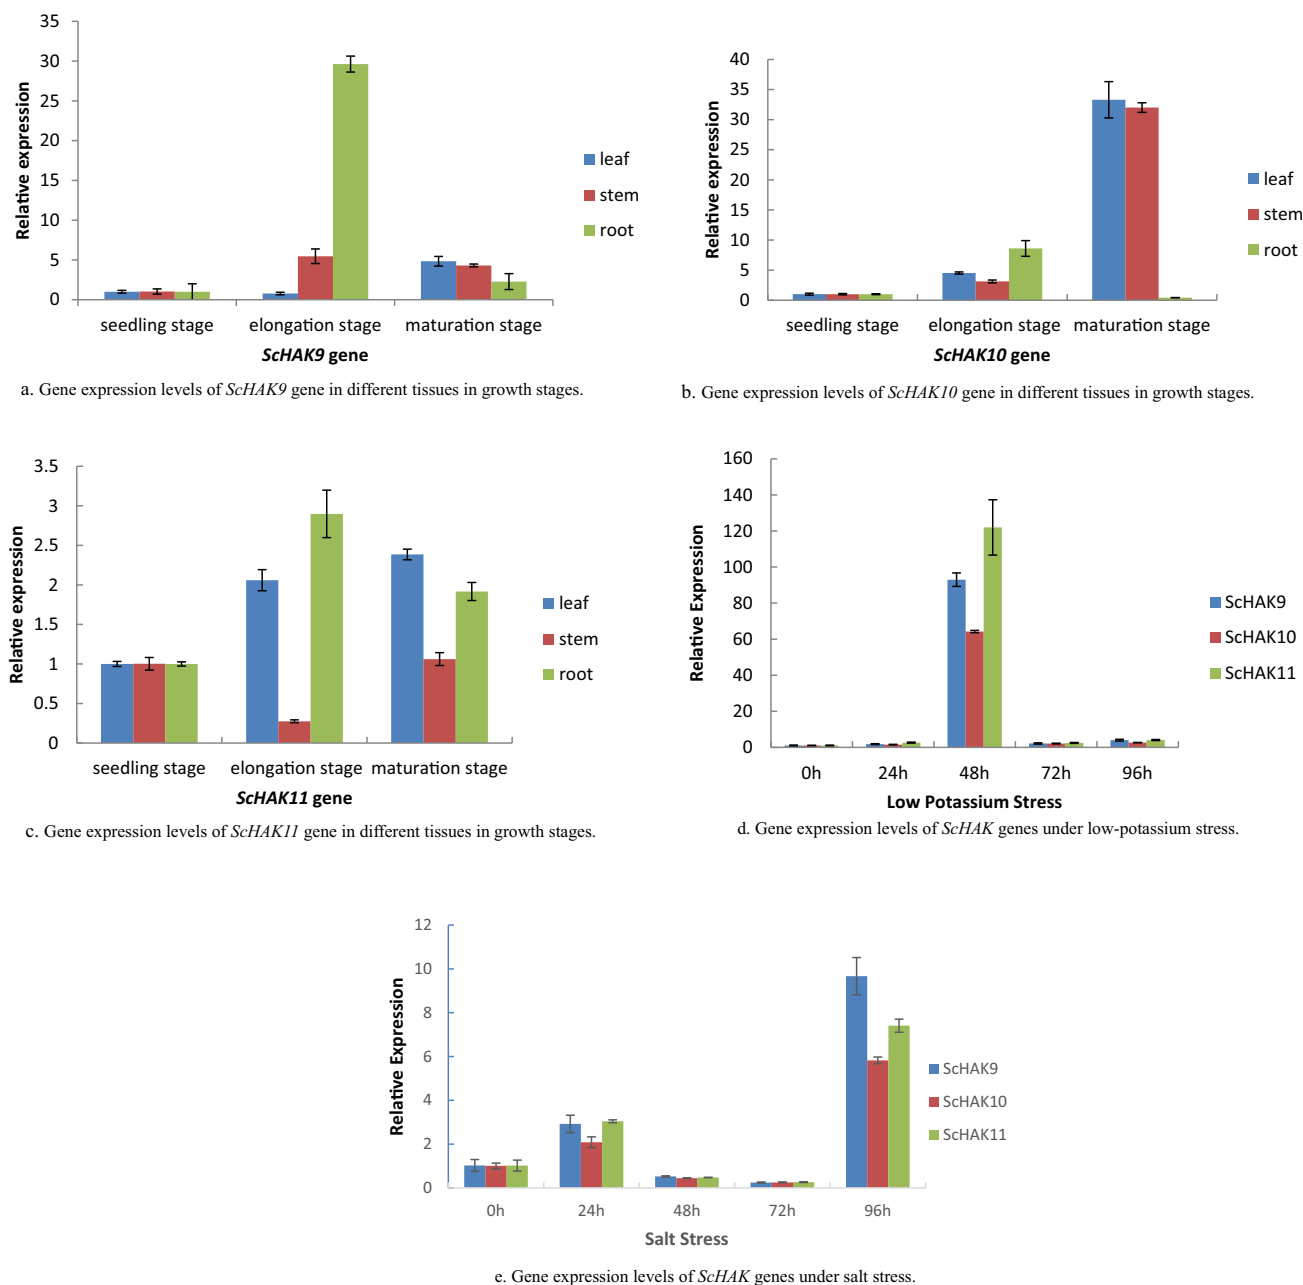 35
30
25
20
15
10
5
0
Relative expression
leaf
stem
root
seedling stage elongation stage maturation stage
ScHAK9 gene
a. Gene expression levels of ScHAK9 gene in different tissues in growth stages.
40
35
30
25
20
15
10
5
0
Relative expression
leaf
stem
root
seedling stage elongation stage maturation stage
ScHAK10 gene
b. Gene expression levels of ScHAK10 gene in different tissues in growth stages.
3.5
3
2.5
2
1.5
1
0.5
0
Relative expression
leaf
stem
root
seedling stage elongation stage maturation stage
ScHAK11 gene
c. Gene expression levels of ScHAK11 gene in different tissues in growth stages.
160
140
120
100
80
60
40
20
0
Relative Expression
ScHAK9
ScHAK10
ScHAK11
0h 24h 48h 72h 96h
Low Potassium Stress
d. Gene expression levels of ScHAK genes under low-potassium stress.
12
10
8
6
4
2
0
Relative Expression
ScHAK9
ScHAK10
ScHAK11
0h 24h 48h 72h 96h
Salt Stress
e. Gene expression levels of ScHAK genes under salt stress.